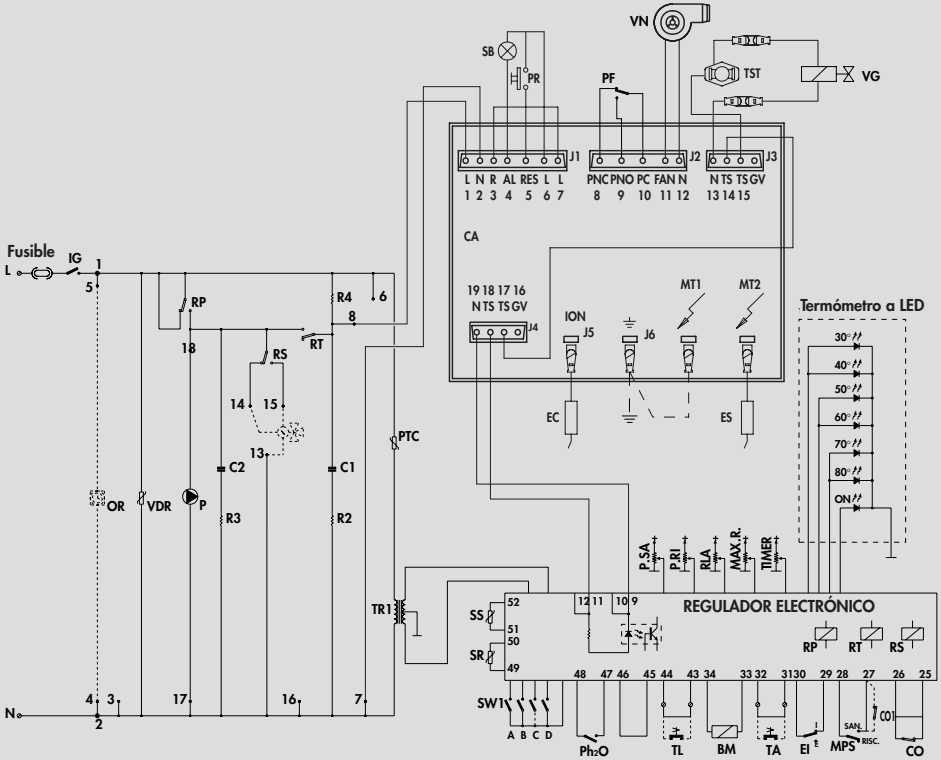 VN
SB
PR
PF
TST
VG
J1
J2
J3
L N R AL RES L L
1 2 3 4 5 6 7
PNC PNO PC FAN N
8 9 10 11 12
N TS TS GV
13 14 15
CA
Fusible
L
IG
1
5
RP
18
RS
RT
R4
8
6
19 18 17 16
N TS TS GV
J4
ION
J5
J6
MT1
MT2
Termómetro a LED
30°
40°
50°
60°
70°
80°
ON
14
15
13
EC
ES
PTC
C2
C1
OR
VDR
P
R3
R2
P.SA
P.RI
RLA
MAX.R.
TIMER
TR1
SS
52
51
SR
50
49
12 11
10 9
REGULADOR ELECTRÓNICO
RP
RT
RS
N
4
3
2
17
16
7
48 47 46 45 44 43 34 33 32 31 30 29 28 27 26 25
SW1
A B C D
Ph₂O
TL
BM
TA
EI
I
E
MPS
SAN.
RISC.
CO1
CO